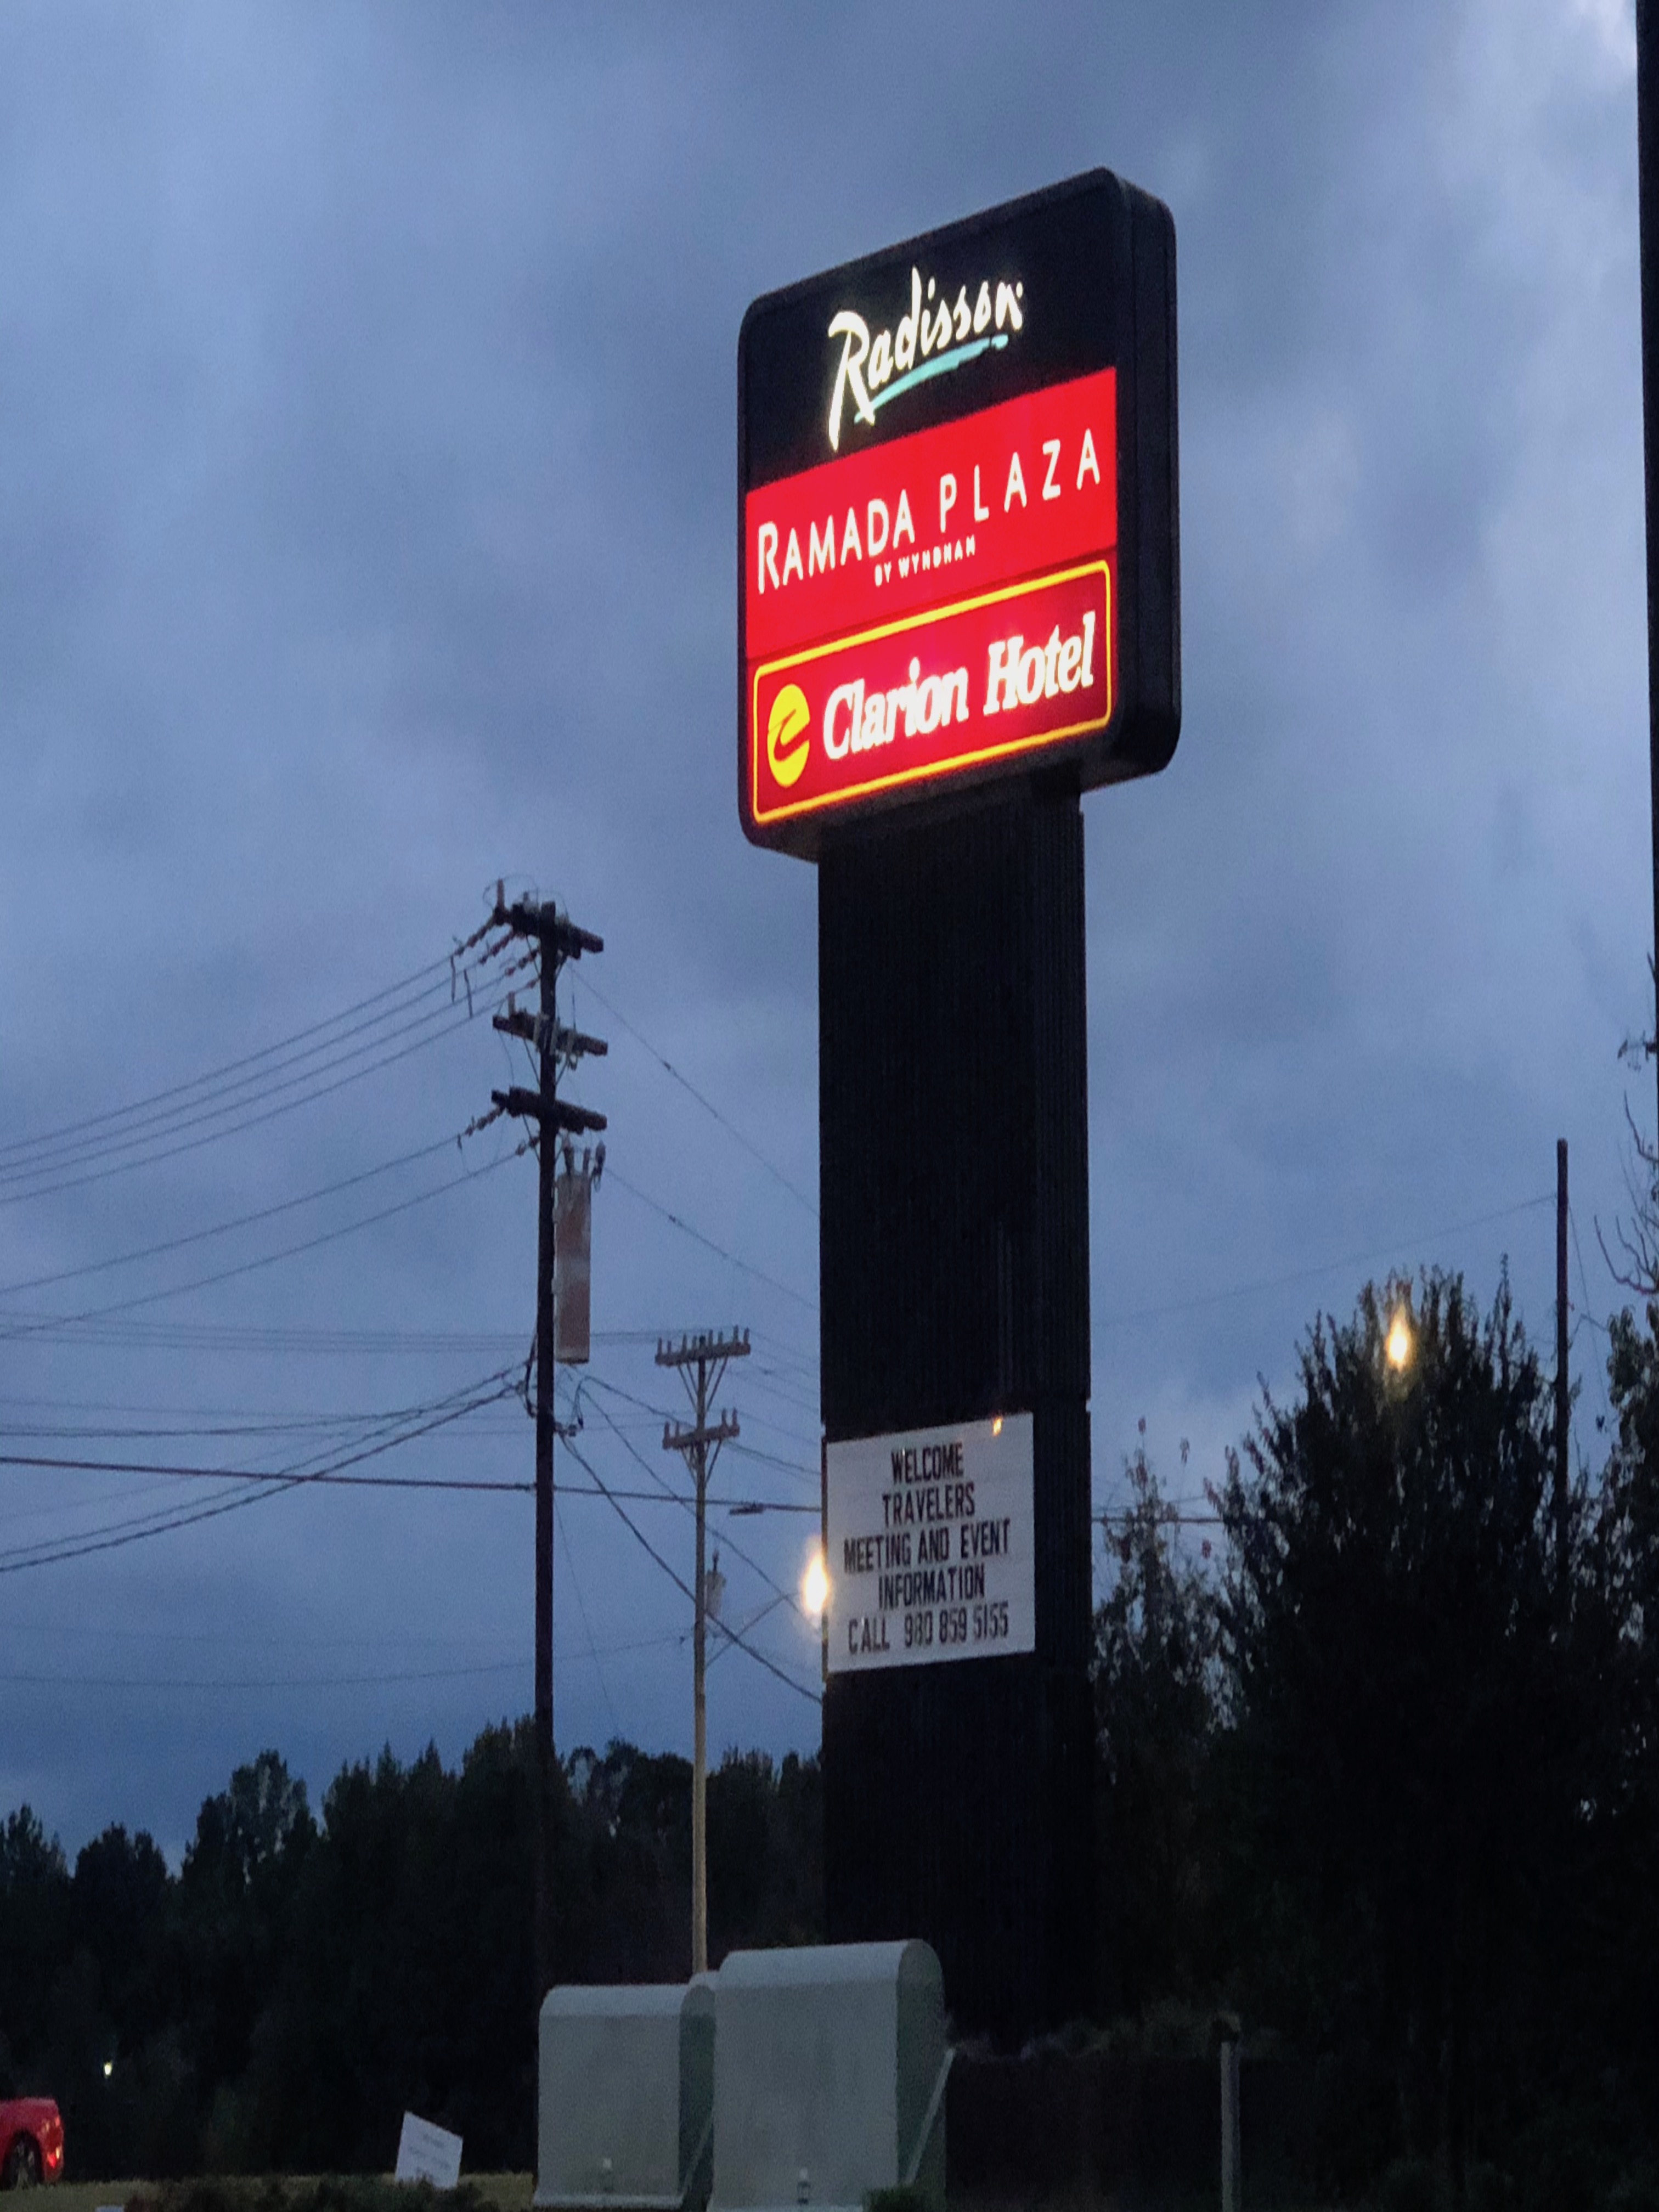 Radisson
RAMADA PLAZA
BY WYNDHAM
Clarion Hotel
WELCOME
TRAVELERS
MEETING AND EVENT
INFORMATION
CALL 980 859 5155